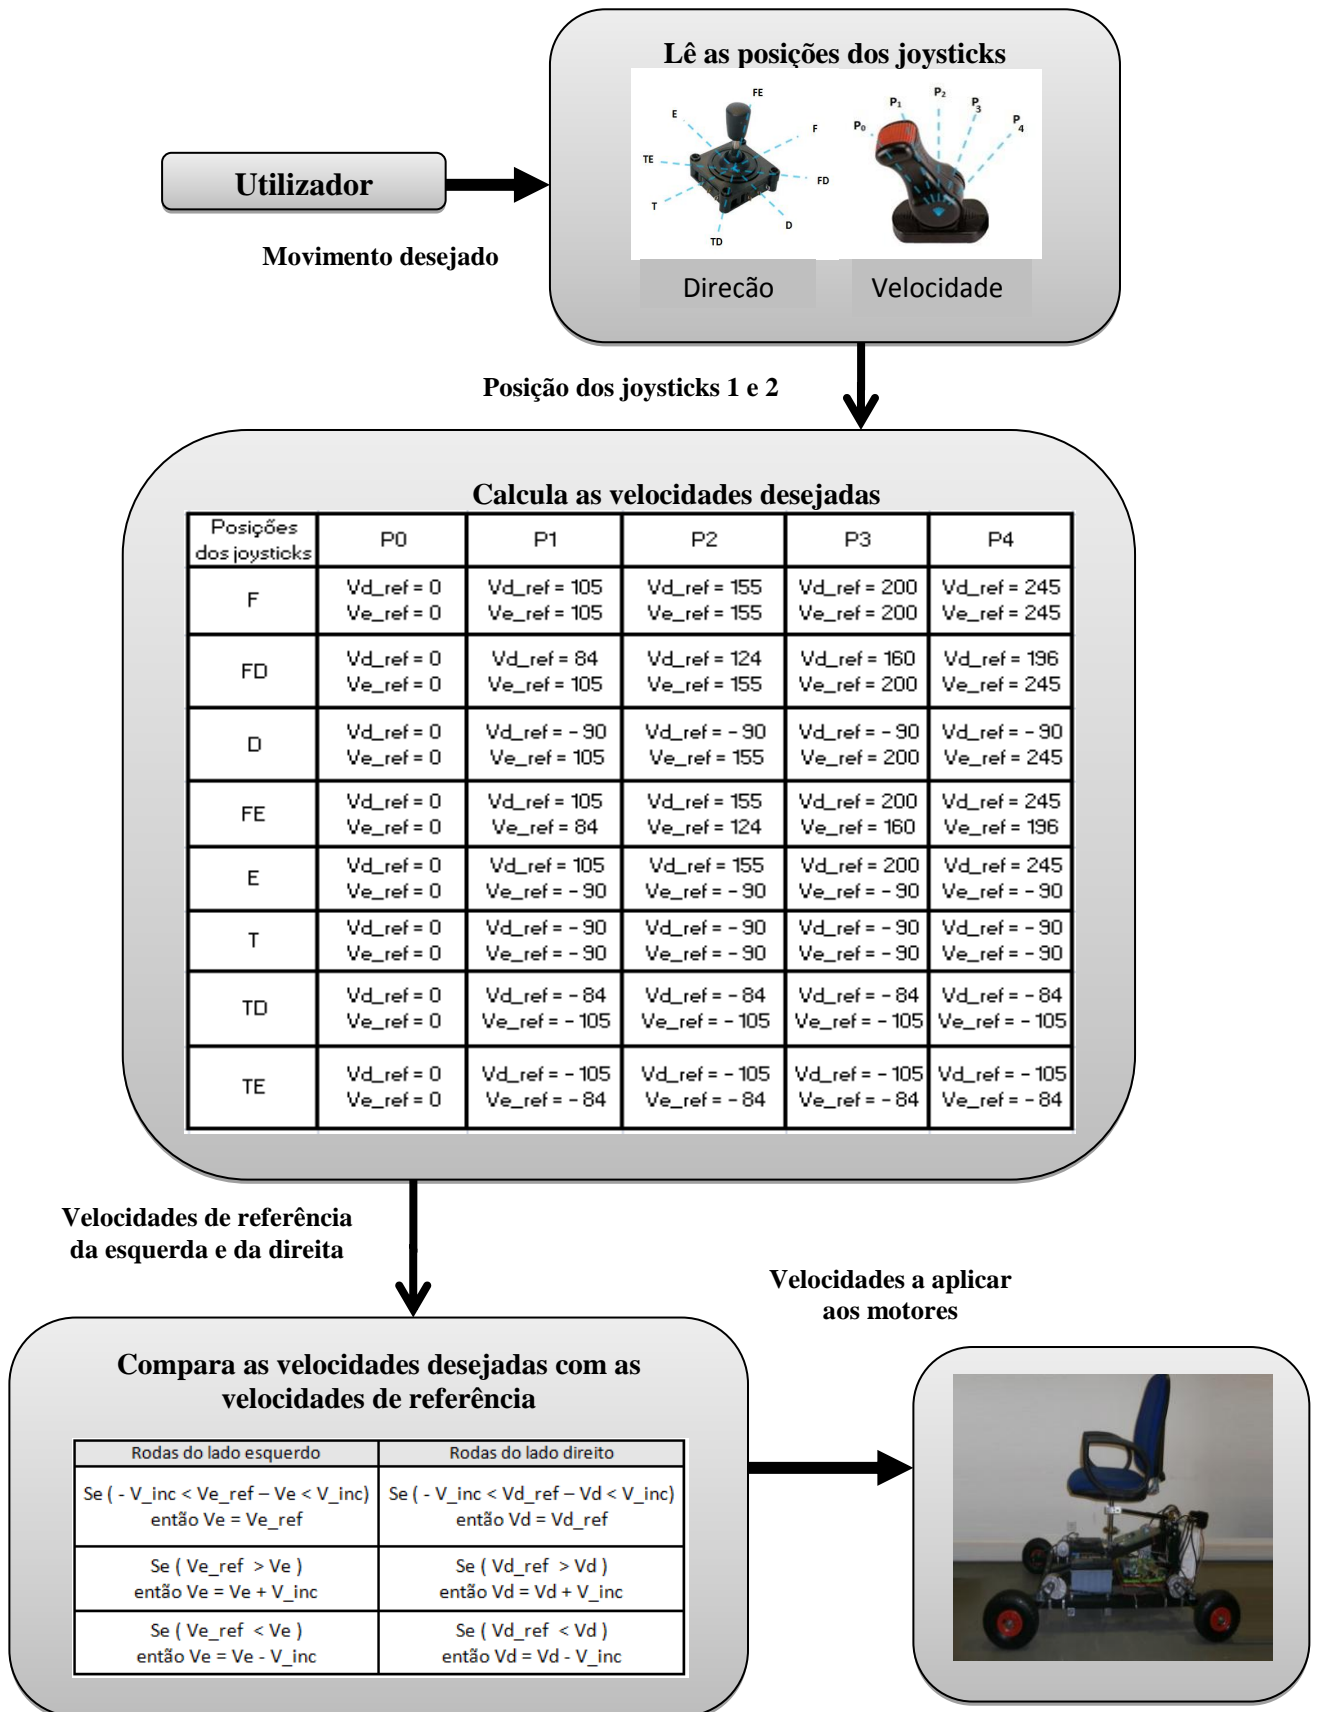 Lê as posições dos joysticks
FE
E
F
TE
FD
T
D
TD
P0
P1
P2
P3
P4
Utilizador
Movimento desejado
Direcão
Velocidade
Posição dos joysticks 1 e 2
Calcula as velocidades desejadas
Posições dos joysticks P0 P1 P2 P3 P4
F
Vd_ref = 0 Vd_ref = 105 Vd_ref = 155 Vd_ref = 200 Vd_ref = 245
Ve_ref = 0 Ve_ref = 105 Ve_ref = 155 Ve_ref = 200 Ve_ref = 245
FD
Vd_ref = 0 Vd_ref = 84 Vd_ref = 124 Vd_ref = 160 Vd_ref = 196
Ve_ref = 0 Ve_ref = 105 Ve_ref = 155 Ve_ref = 200 Ve_ref = 245
D
Vd_ref = 0 Vd_ref = - 90 Vd_ref = - 90 Vd_ref = - 90 Vd_ref = - 90
Ve_ref = 0 Ve_ref = 105 Ve_ref = 155 Ve_ref = 200 Ve_ref = 245
FE
Vd_ref = 0 Vd_ref = 105 Vd_ref = 155 Vd_ref = 200 Vd_ref = 245
Ve_ref = 0 Ve_ref = 84 Ve_ref = 124 Ve_ref = 160 Ve_ref = 196
E
Vd_ref = 0 Vd_ref = 105 Vd_ref = 155 Vd_ref = 200 Vd_ref = 245
Ve_ref = 0 Ve_ref = - 90 Ve_ref = - 90 Ve_ref = - 90 Ve_ref = - 90
T
Vd_ref = 0 Vd_ref = - 90 Vd_ref = - 90 Vd_ref = - 90 Vd_ref = - 90
Ve_ref = 0 Ve_ref = - 90 Ve_ref = - 90 Ve_ref = - 90 Ve_ref = - 90
TD
Vd_ref = 0 Vd_ref = - 84 Vd_ref = - 84 Vd_ref = - 84 Vd_ref = - 84
Ve_ref = 0 Ve_ref = - 105 Ve_ref = - 105 Ve_ref = - 105 Ve_ref = - 105
TE
Vd_ref = 0 Vd_ref = - 105 Vd_ref = - 105 Vd_ref = - 105 Vd_ref = - 105
Ve_ref = 0 Ve_ref = - 84 Ve_ref = - 84 Ve_ref = - 84 Ve_ref = - 84
Velocidades de referência
da esquerda e da direita
Velocidades a aplicar
aos motores
Compara as velocidades desejadas com as
velocidades de referência
Rodas do lado esquerdo Rodas do lado direito
Se ( - V_inc < Ve_ref – Ve < V_inc) Se ( - V_inc < Vd_ref – Vd < V_inc)
então Ve = Ve_ref então Vd = Vd_ref
Se ( Ve_ref > Ve ) Se ( Vd_ref > Vd )
então Ve = Ve + V_inc então Vd = Vd + V_inc
Se ( Ve_ref < Ve ) Se ( Vd_ref < Vd )
então Ve = Ve - V_inc então Vd = Vd - V_inc